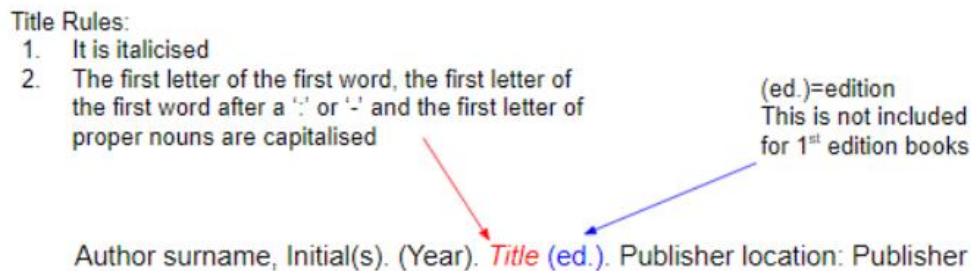 Title Rules:
1. It is italicised
2. The first letter of the first word, the first letter of
the first word after a ‘:’ or ‘-’ and the first letter of
proper nouns are capitalised
(ed.)=edition
This is not included
for 1st edition books
Author surname, Initial(s). (Year). Title (ed.). Publisher location: Publisher